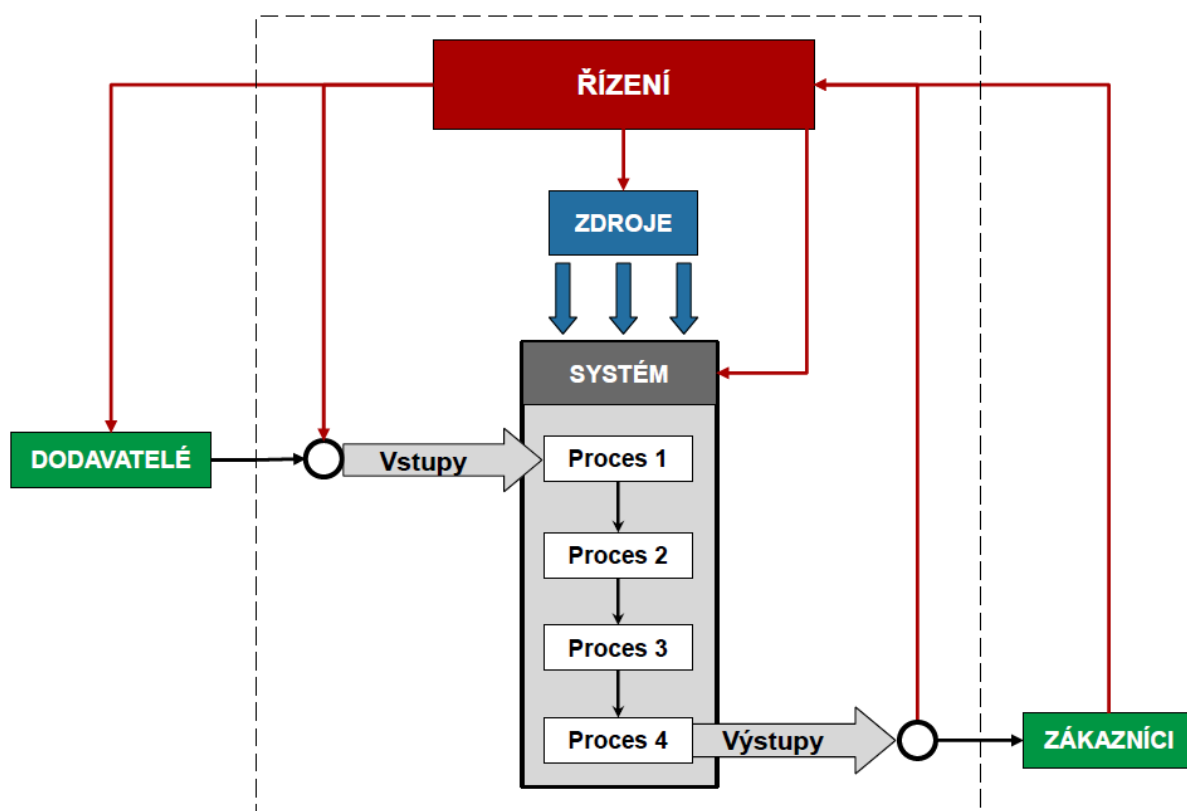 ŘÍZENÍ
ZDROJE
SYSTÉM
DODAVATELÉ
Vstupy
Proces 1
Proces 2
Proces 3
Proces 4
Výstupy
ZÁKAZNÍCI